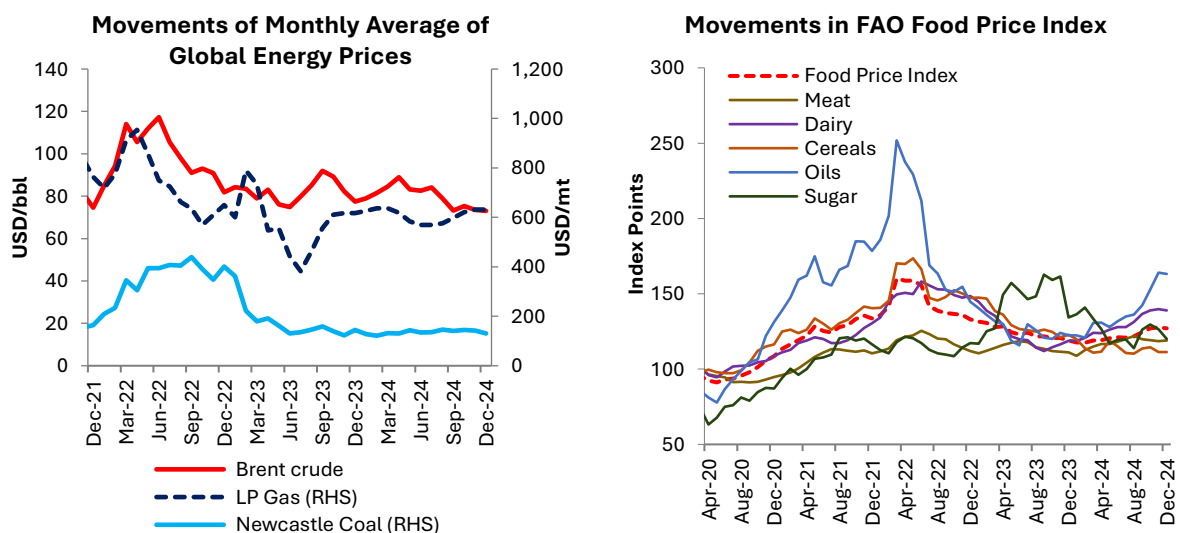 Movements of Monthly Average of
Global Energy Prices
140
120
100
80
60
40
20
0
USD/bbl
1,200
1,000
800
600
400
200
0
USD/mt
Dec-21
Mar-22
Jun-22
Sep-22
Dec-22
Mar-23
Jun-23
Sep-23
Dec-23
Mar-24
Jun-24
Sep-24
Dec-24
Brent crude
LP Gas (RHS)
Newcastle Coal (RHS)
Movements in FAO Food Price Index
300
250
200
150
100
50
Index Points
Food Price Index
Meat
Dairy
Cereals
Oils
Sugar
Apr-20
Aug-20
Dec-20
Apr-21
Aug-21
Dec-21
Apr-22
Aug-22
Dec-22
Apr-23
Aug-23
Dec-23
Apr-24
Aug-24
Dec-24